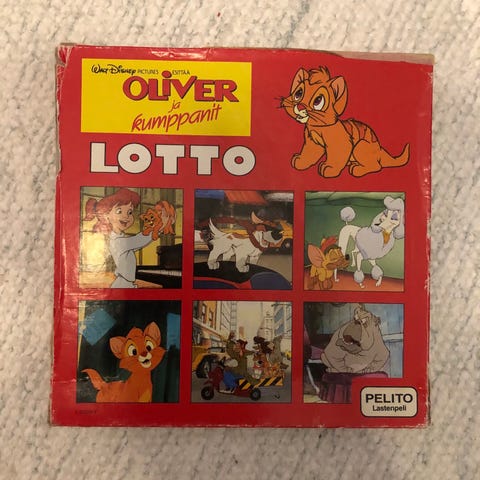 Walt Disney PICTURES ESITTÄÄ
OLIVER
ja
kumppanit
LOTTO
PELITO
Lastenpeli